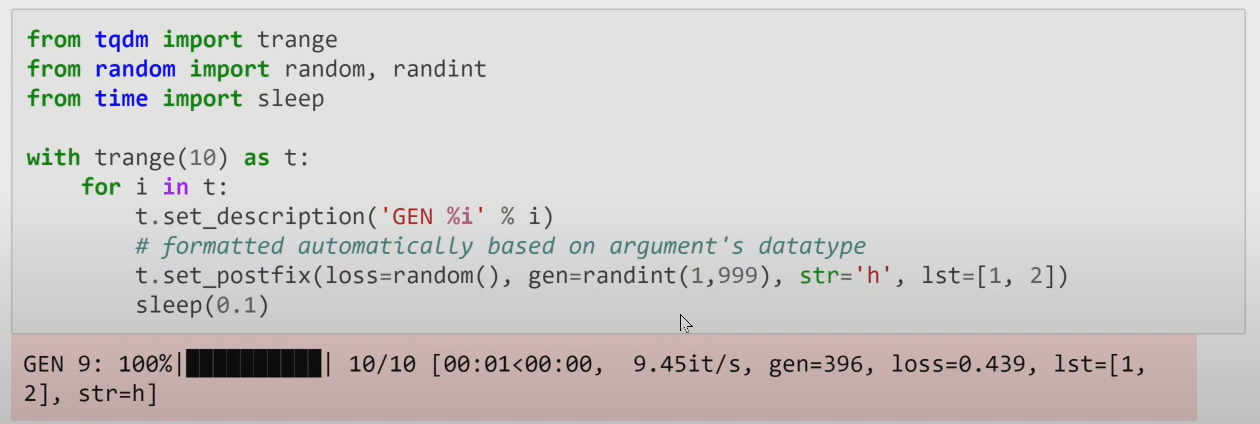 from tqdm import trange
from random import random, randint
from time import sleep
with trange(10) as t:
    for i in t:
        t.set_description('GEN %i' % i)
        # formatted automatically based on argument's datatype
        t.set_postfix(loss=random(), gen=randint(1,999), str='h', lst=[1, 2])
        sleep(0.1)
GEN 9: 100%|██████████| 10/10 [00:01<00:00,  9.45it/s, gen=396, loss=0.439, lst=[1,
2], str=h]